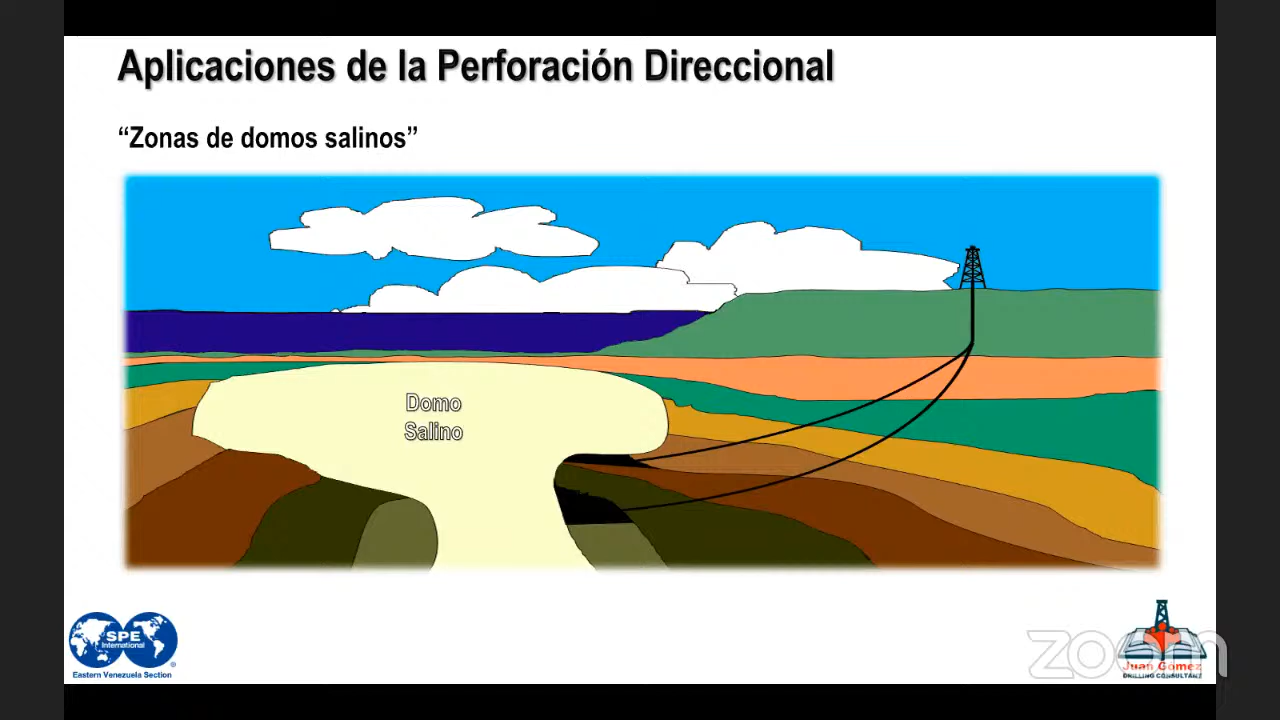 Aplicaciones de la Perforación Direccional
“Zonas de domos salinos”
Domo
Salino
SPE
International
®
Eastern Venezuela Section
zoom
Juan Gómez
DRILLING CONSULTANT